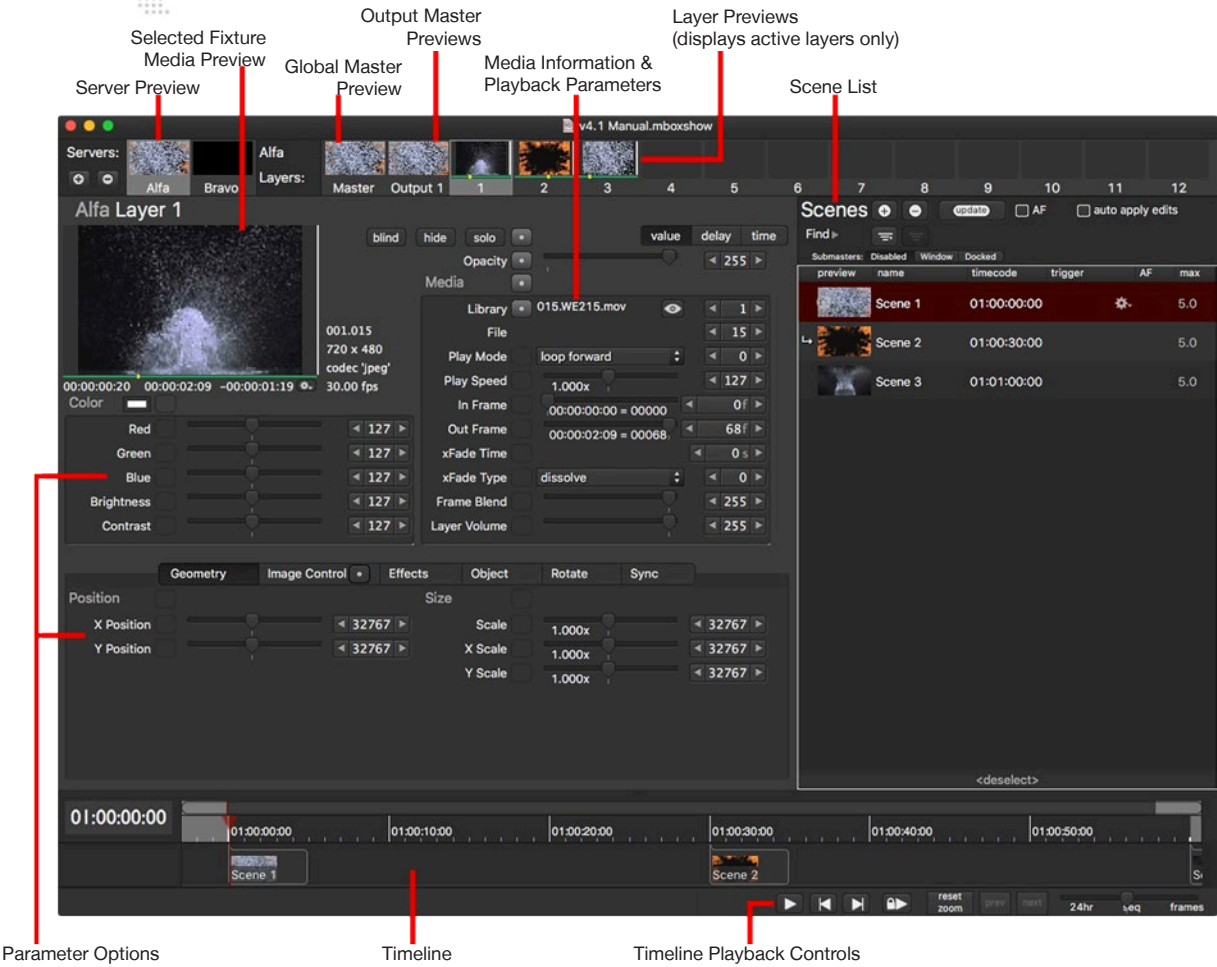 Output Master
Previews
Layer Previews
(displays active layers only)
Selected Fixture
Media Preview
Global Master
Preview
Media Information &
Playback Parameters
Server Preview
Scene List
v4.1 Manual.mboxshow
Servers:
Alfa
Bravo
Alfa
Layers:
Master
Output 1
1
2
3
4
5
6
7
8
9
10
11
12
Alfa Layer 1
blind
hide
solo
value
delay
time
Opacity
255
Media
Library
015.WE215.mov
1
File
15
Play Mode
loop forward
0
Play Speed
1.000x
127
In Frame
00:00:00:00 = 00000
0f
Out Frame
00:00:02:09 = 00068
68f
xFade Time
0 s
xFade Type
dissolve
0
Frame Blend
255
Layer Volume
255
001.015
720 x 480
codec 'jpeg'
30.00 fps
00:00:00:20
00:00:02:09
-00:00:01:19
Color
Red
127
Green
127
Blue
127
Brightness
127
Contrast
127
Geometry
Image Control
Effects
Object
Rotate
Sync
Position
X Position
32767
Y Position
32767
Size
Scale
1.000x
32767
X Scale
1.000x
32767
Y Scale
1.000x
32767
Scenes
update
AF
auto apply edits
Find
Submasters:
Disabled
Window
Docked
preview
name
timecode
trigger
AF
max
Scene 1
01:00:00:00
5.0
Scene 2
01:00:30:00
5.0
Scene 3
01:01:00:00
5.0
<deselect>
01:00:00:00
01:00:00:00
01:00:10:00
01:00:20:00
01:00:30:00
01:00:40:00
01:00:50:00
Scene 1
Scene 2
reset
zoom
prev
next
24hr
seq
frames
Parameter Options
Timeline
Timeline Playback Controls